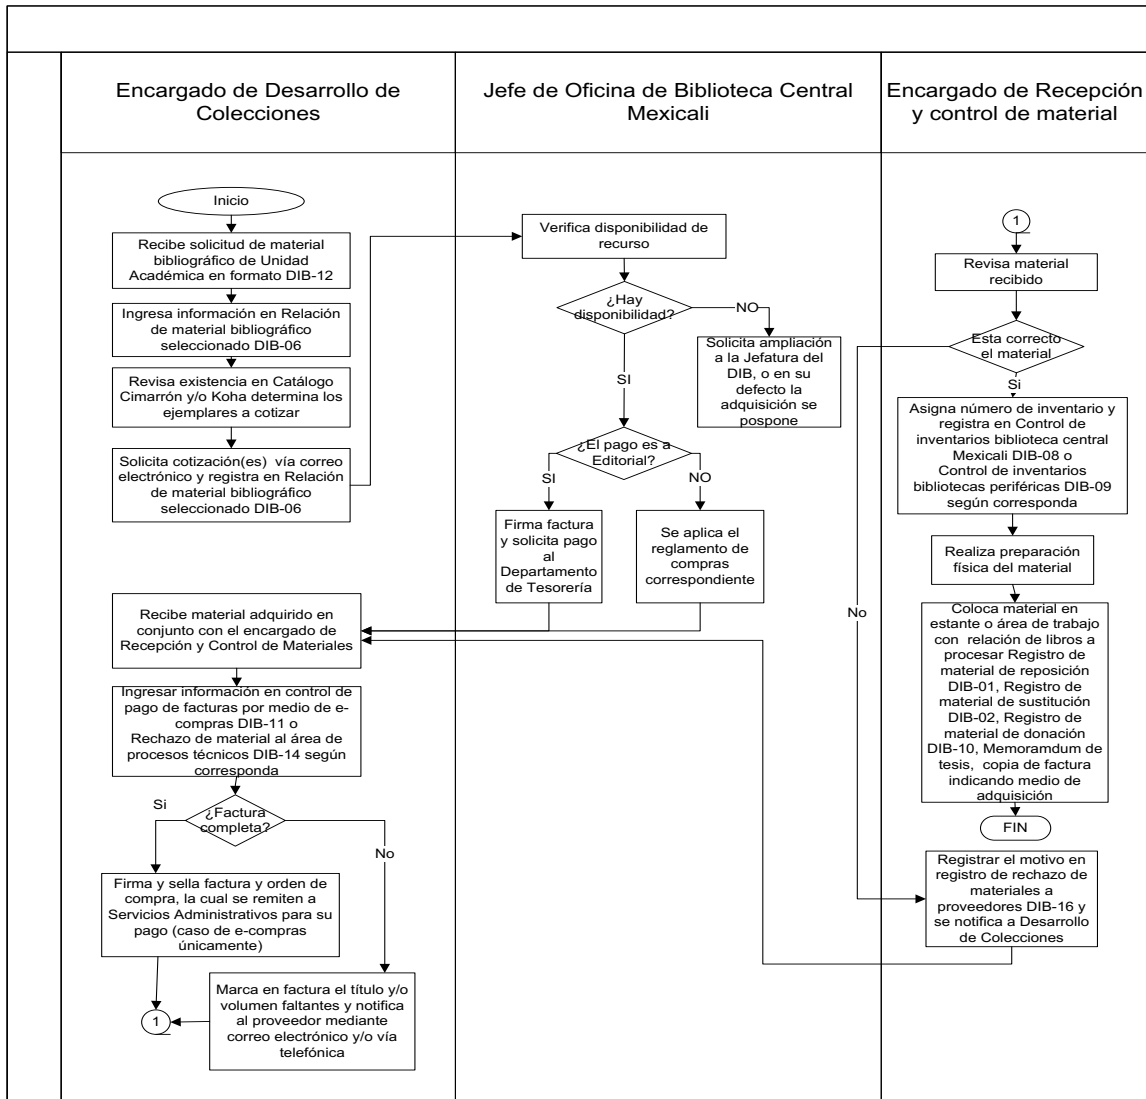 Encargado de Desarrollo de
Colecciones
Jefe de Oficina de Biblioteca Central
Mexicali
Encargado de Recepción
y control de material
Inicio
Recibe solicitud de material
bibliográfico de Unidad
Académica en formato DIB-12
Ingresa información en Relación
de material bibliográfico
seleccionado DIB-06
Revisa existencia en Catálogo
Cimarrón y/o Koha determina los
ejemplares a cotizar
Solicita cotización(es) vía correo
electrónico y registra en Relación
de material bibliográfico
seleccionado DIB-06
Recibe material adquirido en
conjunto con el encargado de
Recepción y Control de Materiales
Ingresar información en control de
pago de facturas por medio de e-
compras DIB-11 o
Rechazo de material al área de
procesos técnicos DIB-14 según
corresponda
Si
¿Factura
completa?
No
Firma y sella factura y orden de
compra, la cual se remiten a
Servicios Administrativos para su
pago (caso de e-compras
únicamente)
Marca en factura el título y/o
volumen faltantes y notifica
al proveedor mediante
correo electrónico y/o vía
telefónica
1
Verifica disponibilidad de
recurso
¿Hay
disponibilidad?
NO
Solicita ampliación
a la Jefatura del
DIB, o en su
defecto la
adquisición se
pospone
SI
¿El pago es a
Editorial?
SI
NO
Firma factura
y solicita pago
al
Departamento
de Tesorería
Se aplica el
reglamento de
compras
correspondiente
1
Revisa material
recibido
Esta correcto
el material
Si
Asigna número de inventario y
registra en Control de
inventarios biblioteca central
Mexicali DIB-08 o
Control de inventarios
bibliotecas periféricas DIB-09
según corresponda
Realiza preparación
física del material
No
Coloca material en
estante o área de trabajo
con relación de libros a
procesar Registro de
material de reposición
DIB-01, Registro de
material de sustitución
DIB-02, Registro de
material de donación
DIB-10, Memoramdum de
tesis, copia de factura
indicando medio de
adquisición
FIN
Registrar el motivo en
registro de rechazo de
materiales a
proveedores DIB-16 y
se notifica a Desarrollo
de Colecciones